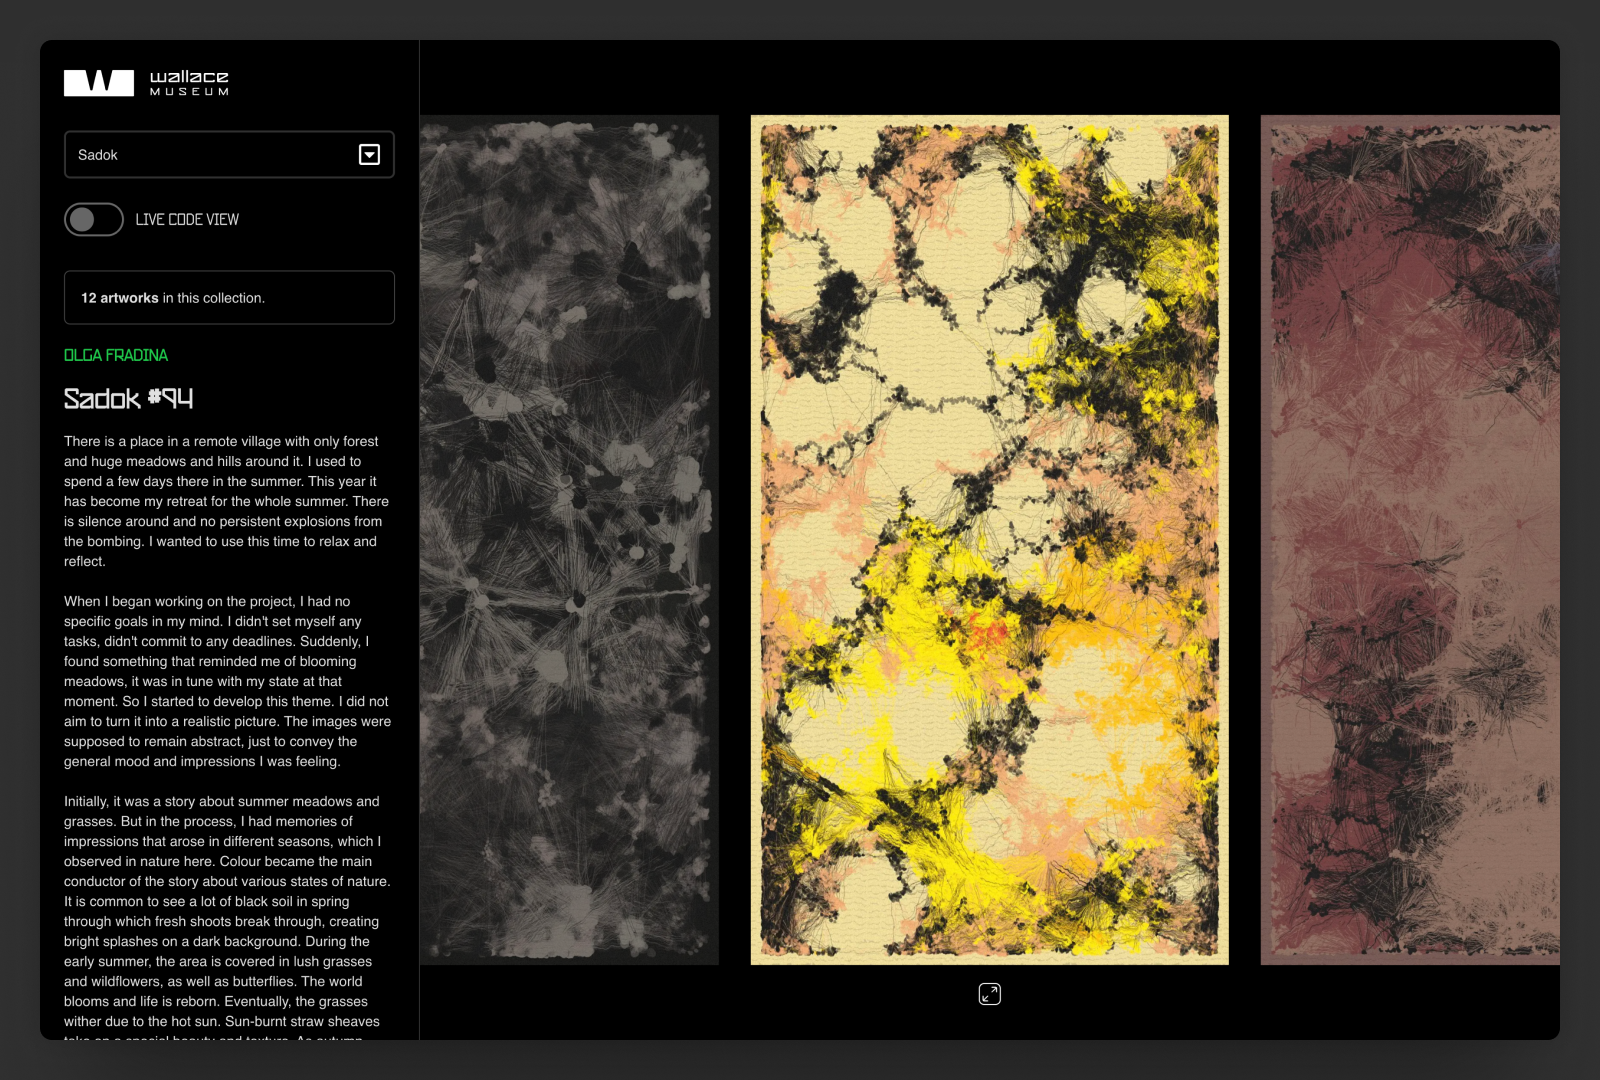 wallace
MUSEUM
Sadok
LIVE CODE VIEW
12 artworks in this collection.
OLGA FRADINA
Sadok #94
There is a place in a remote village with only forest
and huge meadows and hills around it. I used to
spend a few days there in the summer. This year it
has become my retreat for the whole summer. There
is silence around and no persistent explosions from
the bombing. I wanted to use this time to relax and
reflect.
When I began working on the project, I had no
specific goals in my mind. I didn't set myself any
tasks, didn't commit to any deadlines. Suddenly, I
found something that reminded me of blooming
meadows, it was in tune with my state at that
moment. So I started to develop this theme. I did not
aim to turn it into a realistic picture. The images were
supposed to remain abstract, just to convey the
general mood and impressions I was feeling.
Initially, it was a story about summer meadows and
grasses. But in the process, I had memories of
impressions that arose in different seasons, which I
observed in nature here. Colour became the main
conductor of the story about various states of nature.
It is common to see a lot of black soil in spring
through which fresh shoots break through, creating
bright splashes on a dark background. During the
early summer, the area is covered in lush grasses
and wildflowers, as well as butterflies. The world
blooms and life is reborn. Eventually, the grasses
wither due to the hot sun. Sun-burnt straw sheaves
take on a special beauty and texture. As autumn